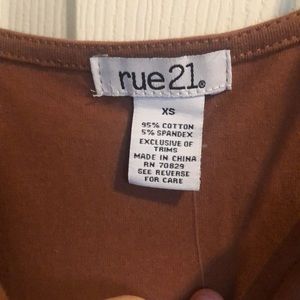 rue21®
XS
95% COTTON
5% SPANDEX
EXCLUSIVE OF
TRIMS
MADE IN CHINA
RN 70829
SEE REVERSE
FOR CARE